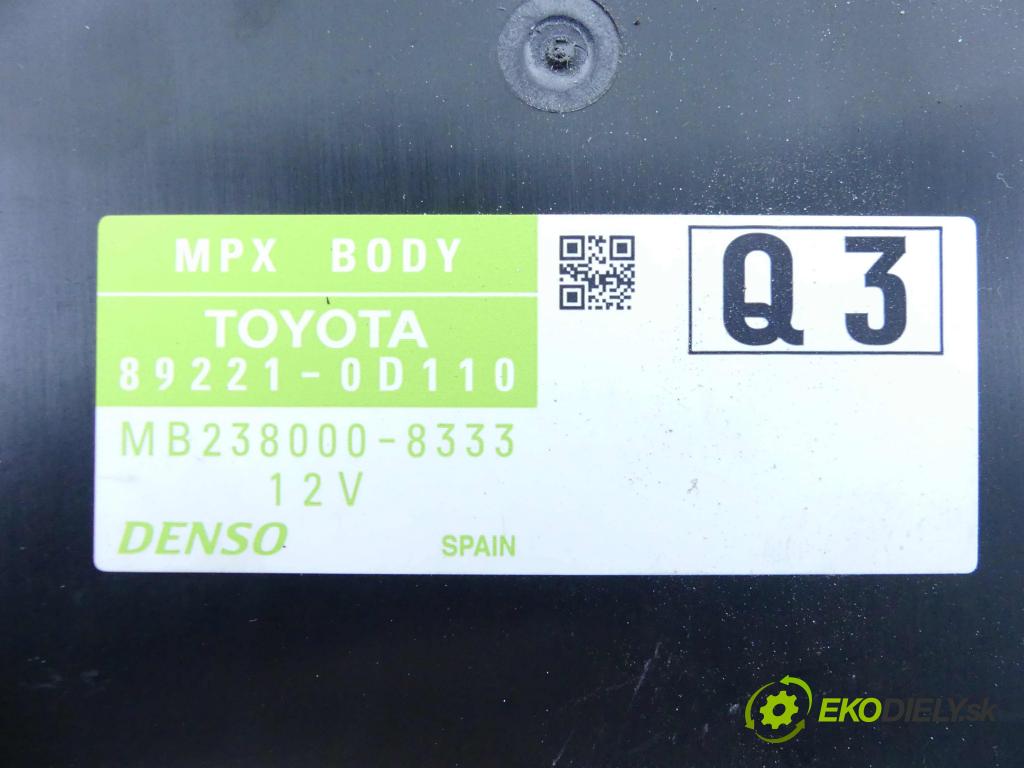 MPX BODY
TOYOTA
89221-0D110
MB238000-8333
12V
DENSO
SPAIN
Q3
EKODIELY.sk